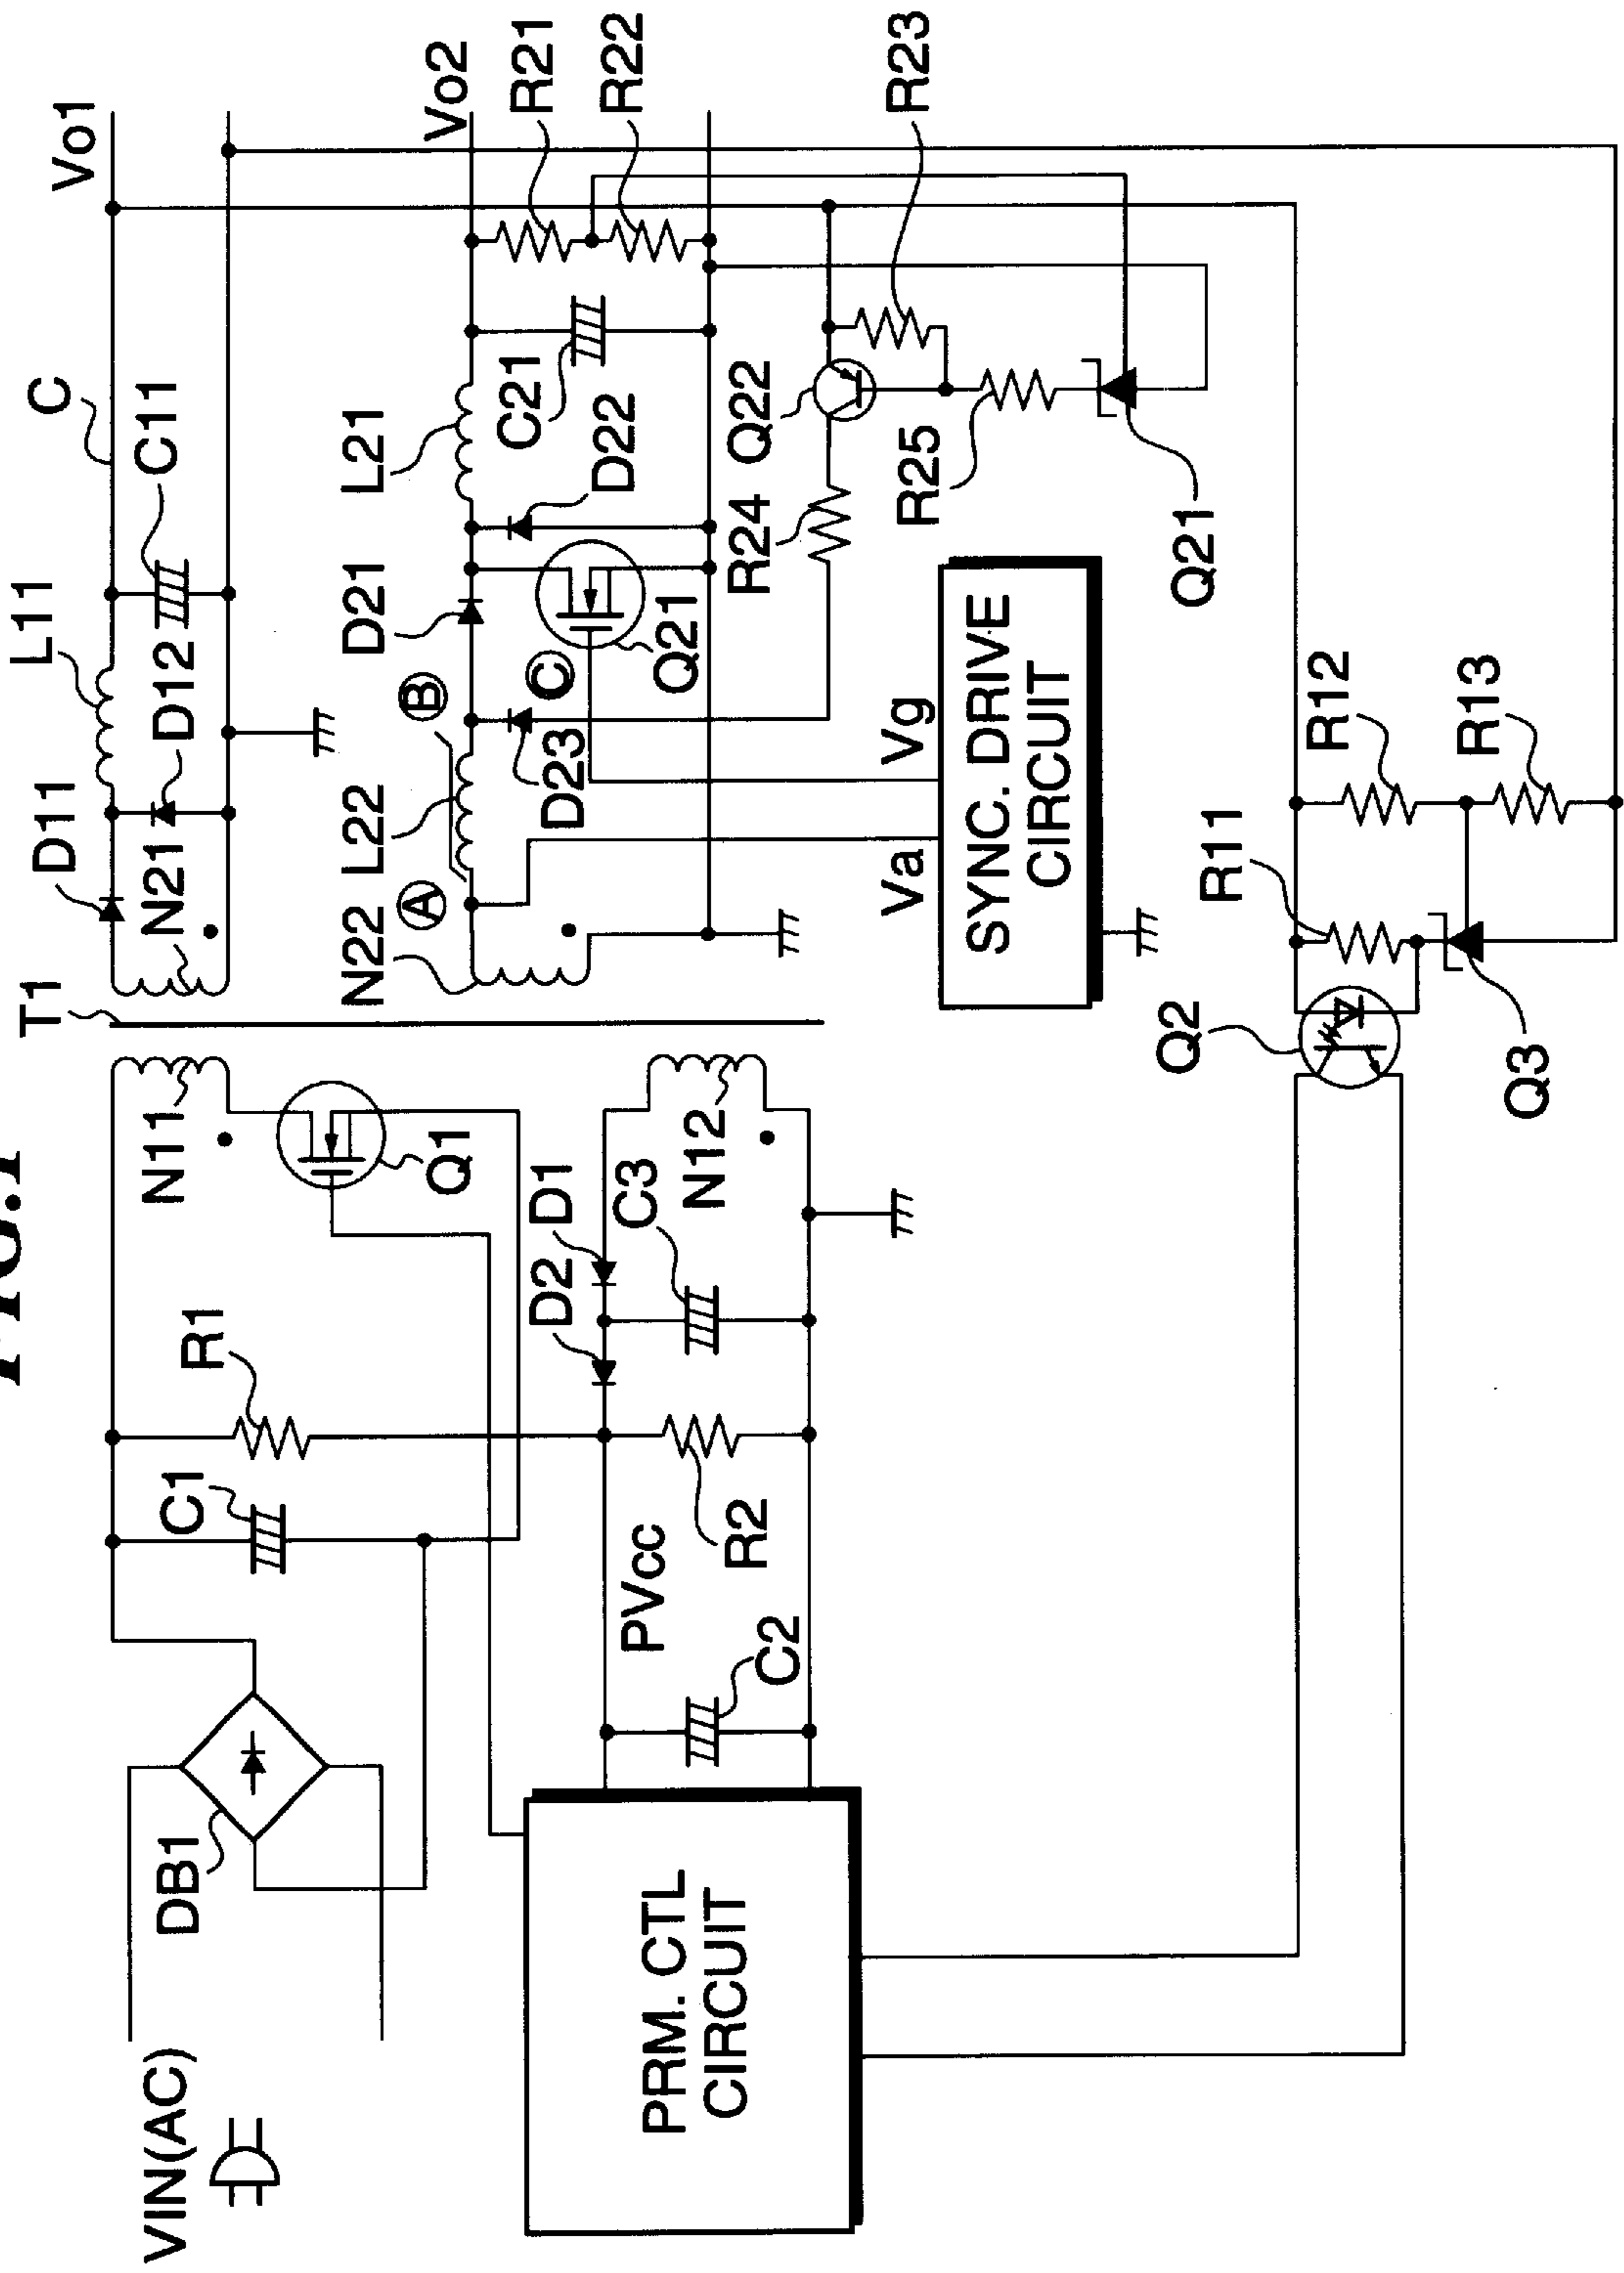 FIG.1
VIN(AC)
DB1
C1
R1
N11
Q1
T1
D11
N21
L11
D12
C11
C
Vo1
PRM. CTL
CIRCUIT
C2
PVcc
R2
D2
D1
C3
N12
N22
A
L22
B
D23
C
D21
Q21
L21
D22
C21
Vo2
R21
R22
R23
Q22
R24
R25
Q21
Va
Vg
SYNC. DRIVE
CIRCUIT
Q2
R11
R12
R13
Q3